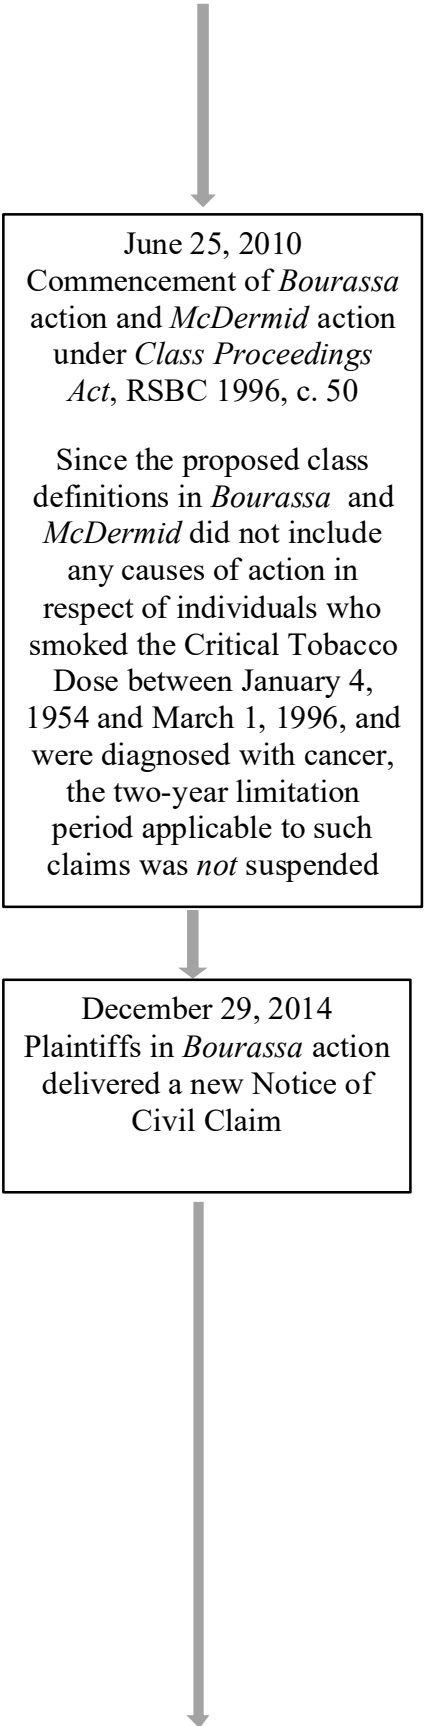 June 25, 2010
Commencement of Bourassa
action and McDermid action
under Class Proceedings
Act, RSBC 1996, c. 50
Since the proposed class
definitions in Bourassa and
McDermid did not include
any causes of action in
respect of individuals who
smoked the Critical Tobacco
Dose between January 4,
1954 and March 1, 1996, and
were diagnosed with cancer,
the two-year limitation
period applicable to such
claims was not suspended
December 29, 2014
Plaintiffs in Bourassa action
delivered a new Notice of
Civil Claim